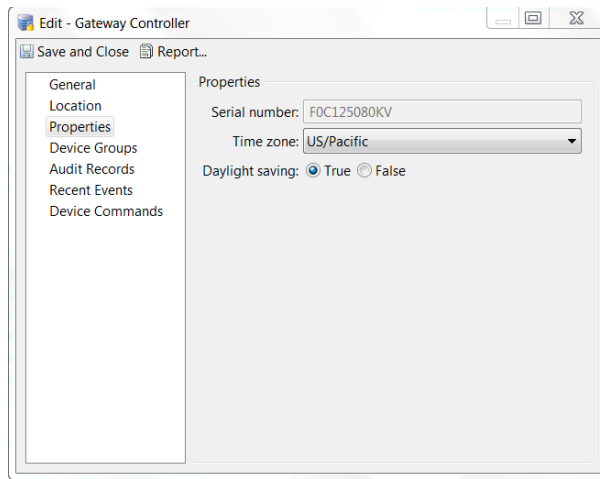 Edit - Gateway Controller
Save and Close Report...
General
Location
Properties
Device Groups
Audit Records
Recent Events
Device Commands
Properties
Serial number: F0C125080KV
Time zone: US/Pacific
Daylight saving: True False